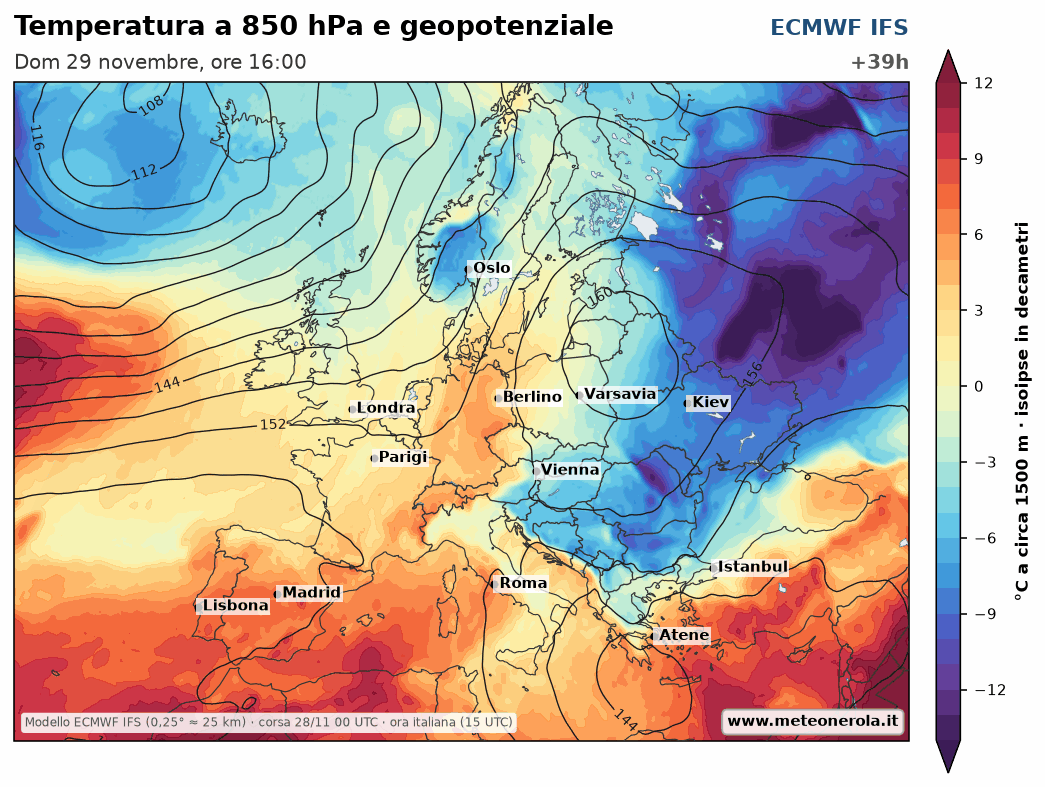 Temperatura a 850 hPa e geopotenziale
ECMWF IFS
Dom 29 novembre, ore 16:00
+39h
108
116
112
144
152
160
156
144
Oslo
Berlino
Varsavia
Kiev
Londra
Parigi
Vienna
Istanbul
Roma
Madrid
Lisbona
Atene
Modello ECMWF IFS (0,25° ≈ 25 km) · corsa 28/11 00 UTC · ora italiana (15 UTC)
www.meteonerola.it
12
9
6
3
0
−3
−6
−9
−12
°C a circa 1500 m · isoipse in decametri